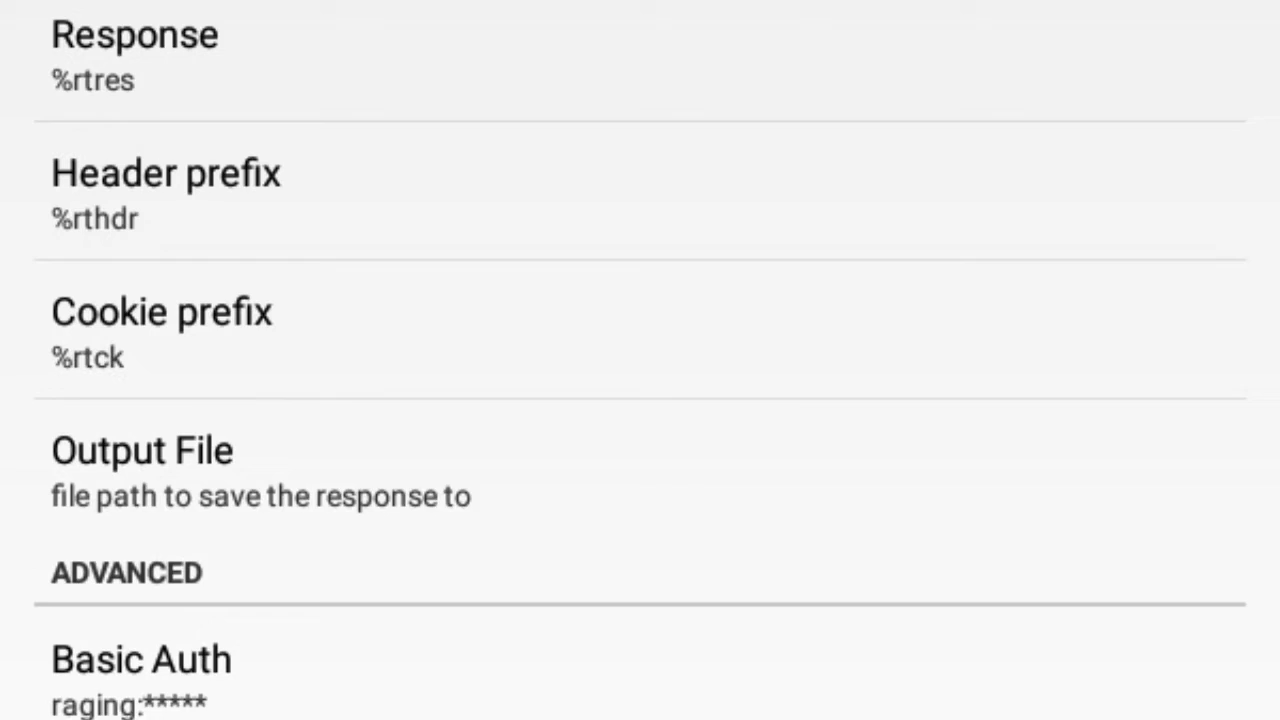 Response
%rtres
Header prefix
%rthdr
Cookie prefix
%rtck
Output File
file path to save the response to
ADVANCED
Basic Auth
raging:*****